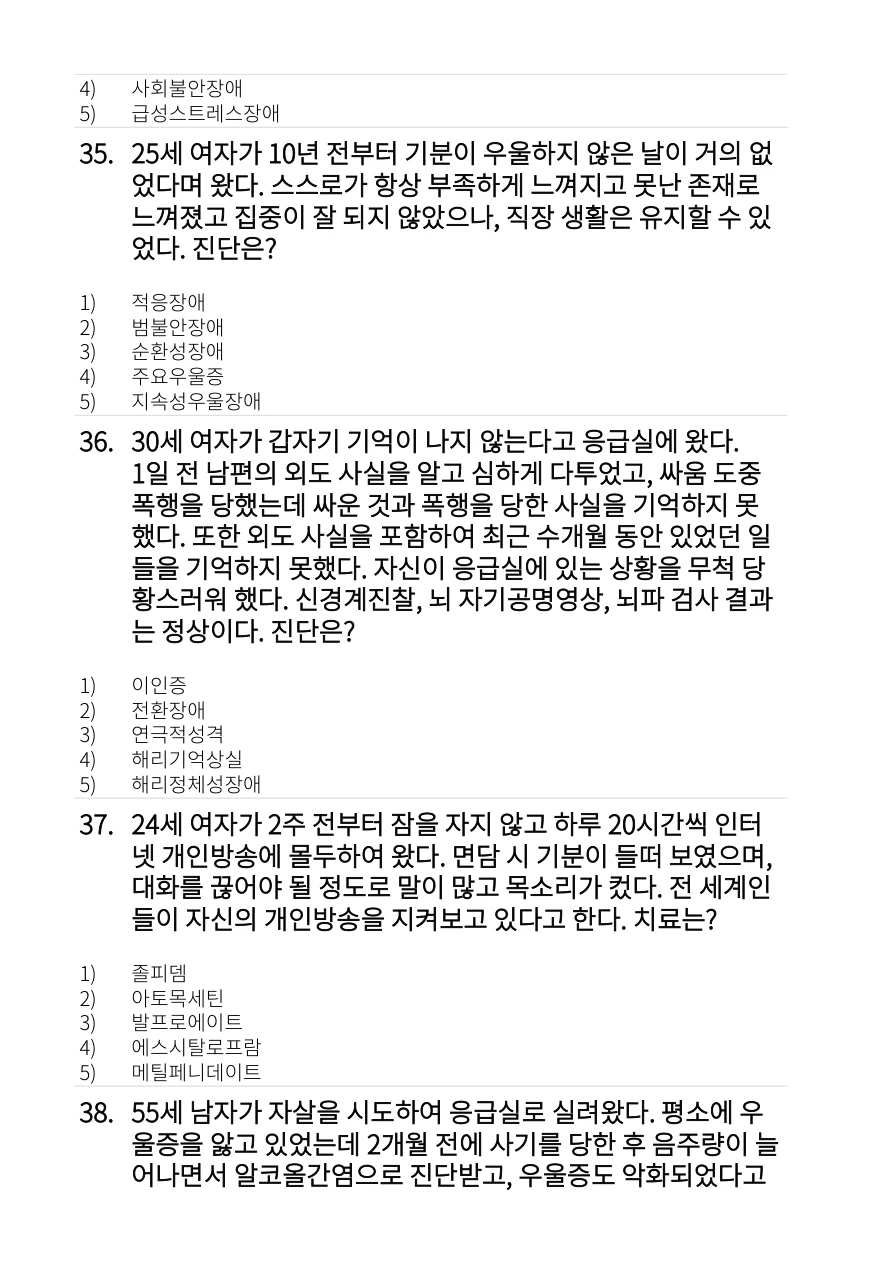 4) 사회불안장애
5) 급성스트레스장애
35. 25세 여자가 10년 전부터 기분이 우울하지 않은 날이 거의 없
었다며 왔다. 스스로가 항상 부족하게 느껴지고 못난 존재로
느껴졌고 집중이 잘 되지 않았으나, 직장 생활은 유지할 수 있
었다. 진단은?
1) 적응장애
2) 범불안장애
3) 순환성장애
4) 주요우울증
5) 지속성우울장애
36. 30세 여자가 갑자기 기억이 나지 않는다고 응급실에 왔다.
1일 전 남편의 외도 사실을 알고 심하게 다투었고, 싸움 도중
폭행을 당했는데 싸운 것과 폭행을 당한 사실을 기억하지 못
했다. 또한 외도 사실을 포함하여 최근 수개월 동안 있었던 일
들을 기억하지 못했다. 자신이 응급실에 있는 상황을 무척 당
황스러워 했다. 신경계진찰, 뇌 자기공명영상, 뇌파 검사 결과
는 정상이다. 진단은?
1) 이인증
2) 전환장애
3) 연극적성격
4) 해리기억상실
5) 해리정체성장애
37. 24세 여자가 2주 전부터 잠을 자지 않고 하루 20시간씩 인터
넷 개인방송에 몰두하여 왔다. 면담 시 기분이 들떠 보였으며,
대화를 끊어야 될 정도로 말이 많고 목소리가 컸다. 전 세계인
들이 자신의 개인방송을 지켜보고 있다고 한다. 치료는?
1) 졸피뎀
2) 아토목세틴
3) 발프로에이트
4) 에스시탈로프람
5) 메틸페니데이트
38. 55세 남자가 자살을 시도하여 응급실로 실려왔다. 평소에 우
울증을 앓고 있었는데 2개월 전에 사기를 당한 후 음주량이 늘
어나면서 알코올간염으로 진단받고, 우울증도 악화되었다고